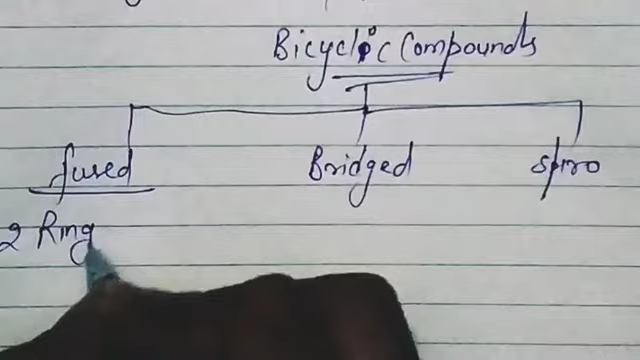 Bicyclic Compounds
fused Bridged spiro
2 Ring